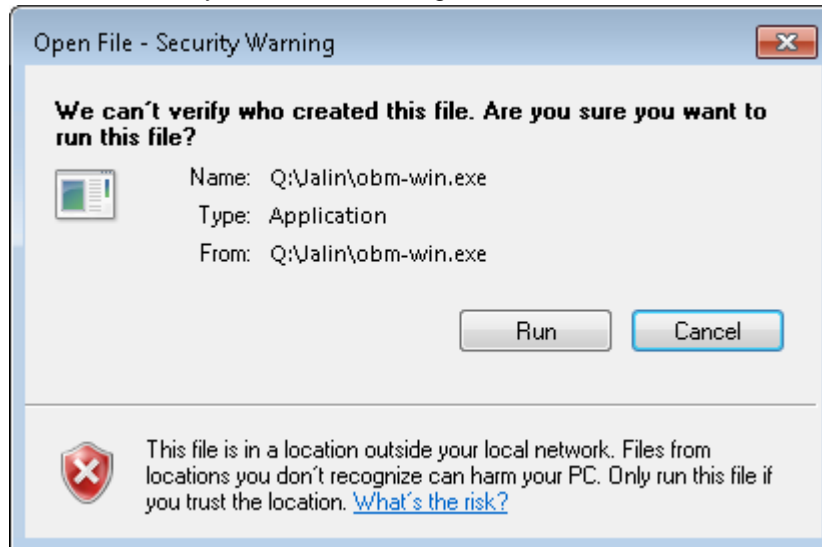 Open File - Security Warning
We can´t verify who created this file. Are you sure you want to
run this file?
Name: Q:\Jalin\obm-win.exe
Type: Application
From: Q:\Jalin\obm-win.exe
Run Cancel
This file is in a location outside your local network. Files from
locations you don´t recognize can harm your PC. Only run this file if
you trust the location. What´s the risk?